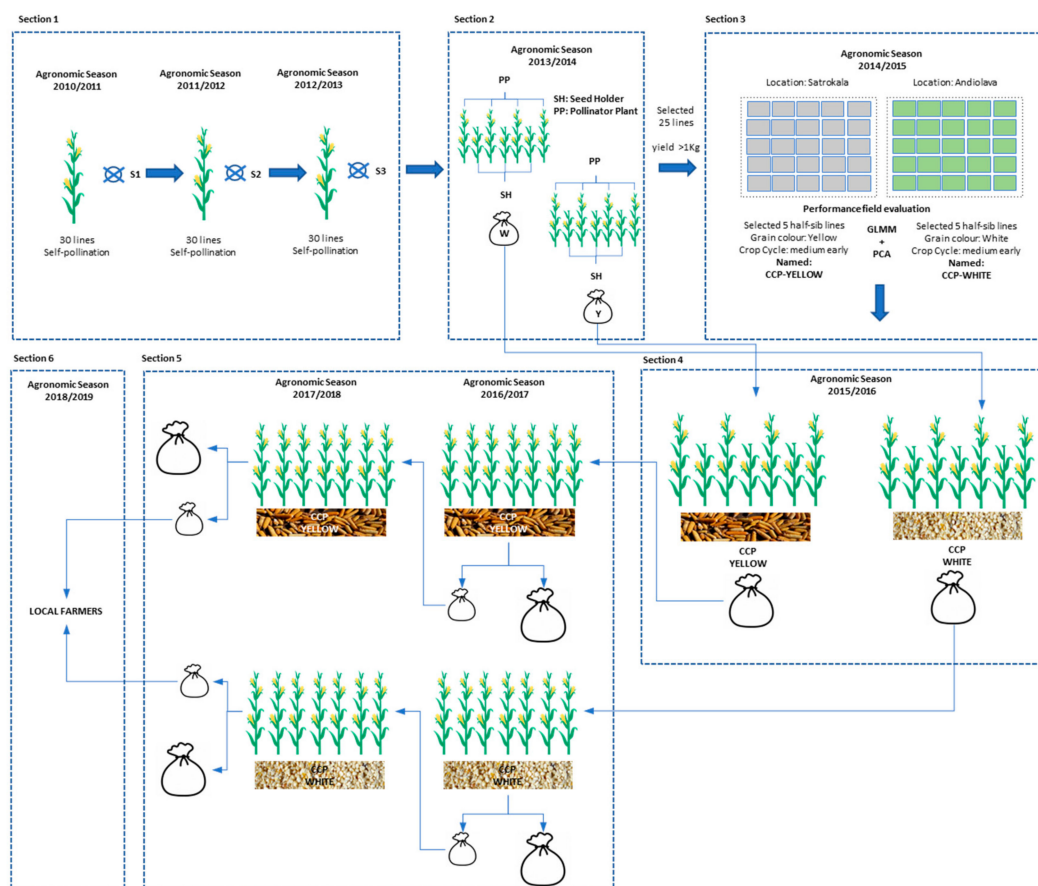 Section 1
Agronomic Season
2010/2011
Agronomic Season
2011/2012
Agronomic Season
2012/2013
S1
S2
S3
30 lines
Self-pollination
30 lines
Self-pollination
30 lines
Self-pollination
Section 2
Agronomic Season
2013/2014
PP
SH: Seed Holder
PP: Pollinator Plant
SH
W
PP
SH
Y
Selected
25 lines
yield >1Kg
Section 3
Agronomic Season
2014/2015
Location: Satrokala
Location: Andiolava
Performance field evaluation
Selected 5 half-sib lines
Grain colour: Yellow
Crop Cycle: medium early
Named:
CCP-YELLOW
GLMM
+
PCA
Selected 5 half-sib lines
Grain colour: White
Crop Cycle: medium early
Named:
CCP-WHITE
Section 4
Agronomic Season
2015/2016
CCP
YELLOW
CCP
WHITE
Section 5
Agronomic Season
2017/2018
Agronomic Season
2016/2017
CCP
YELLOW
CCP
YELLOW
CCP
WHITE
CCP
WHITE
Section 6
Agronomic Season
2018/2019
LOCAL FARMERS